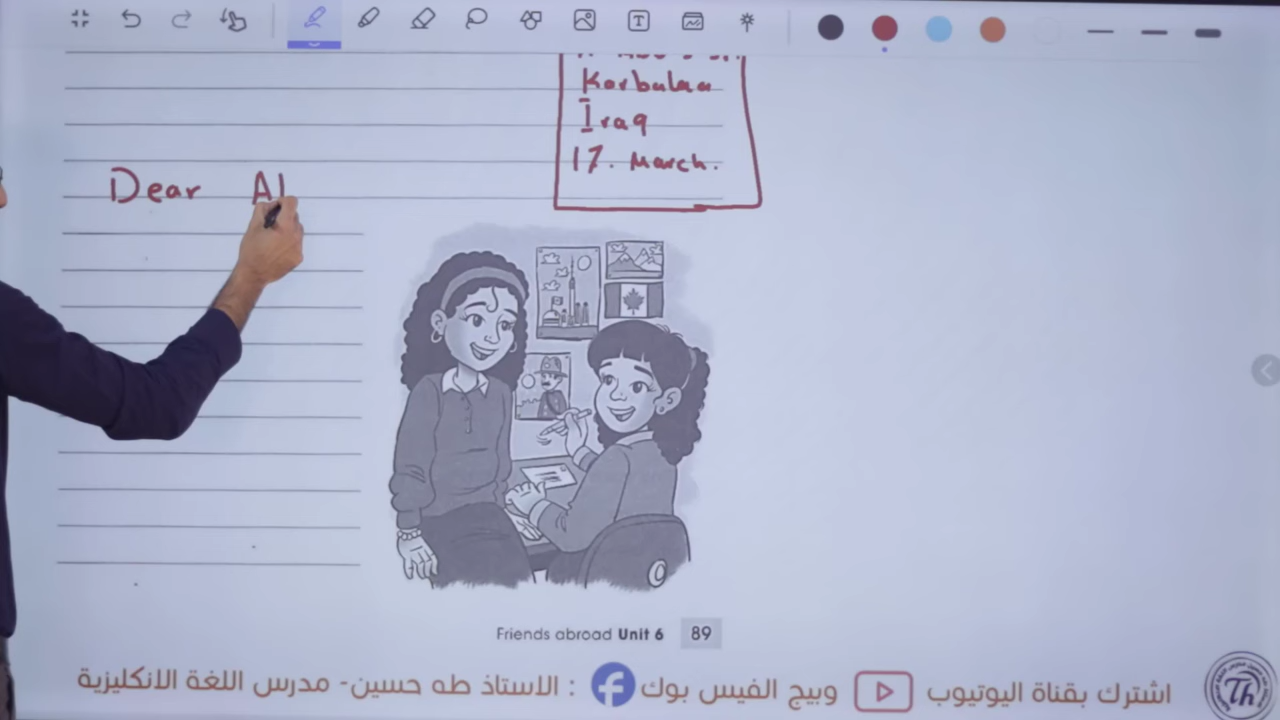 Karbalaa
Iraq
17. March.
Dear Al
Friends abroad Unit 6 89
اشترك بقناة اليوتيوب وبيج الفيس بوك : الاستاذ طه حسين- مدرس اللغة الانكليزية
Th